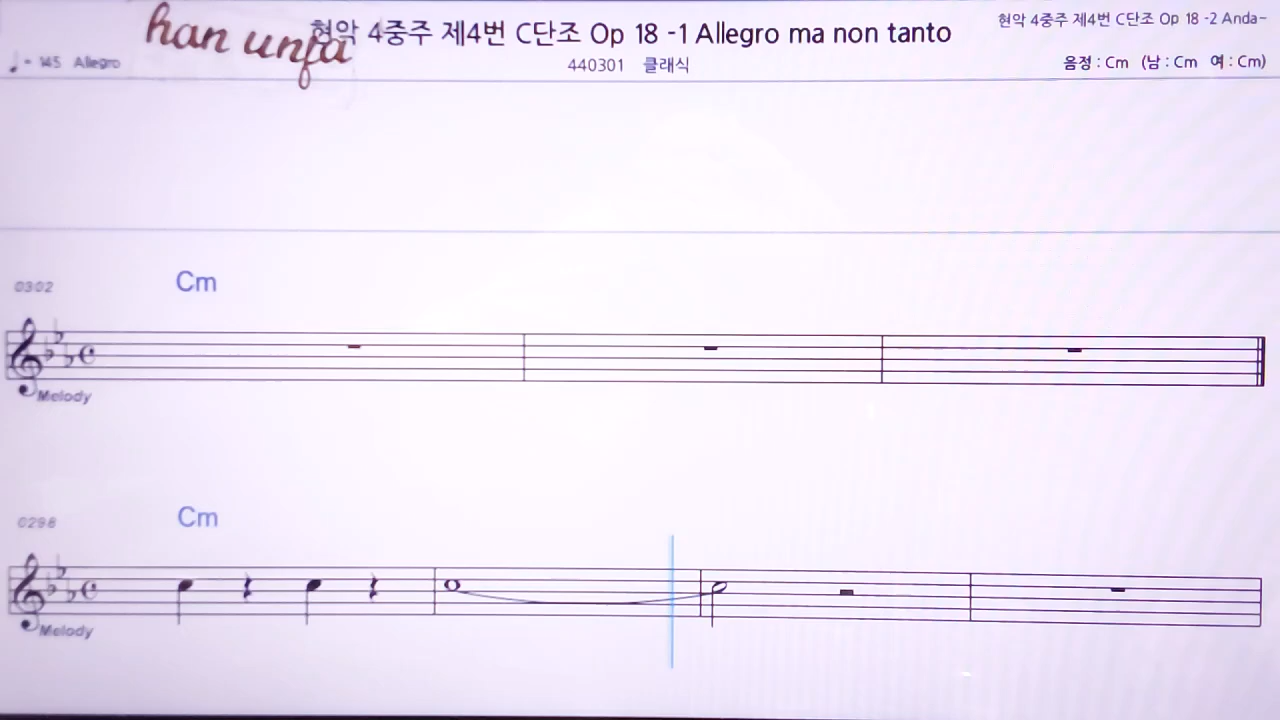 han unfa
현악 4중주 제4번 C단조 Op 18 -1 Allegro ma non tanto
현악 4중주 제4번 C단조 Op 18 -2 Anda-
♩= 145 Allegro
440301 클래식
음정 : Cm (남 : Cm 여 : Cm)
0302 Cm
Melody
0298 Cm
Melody